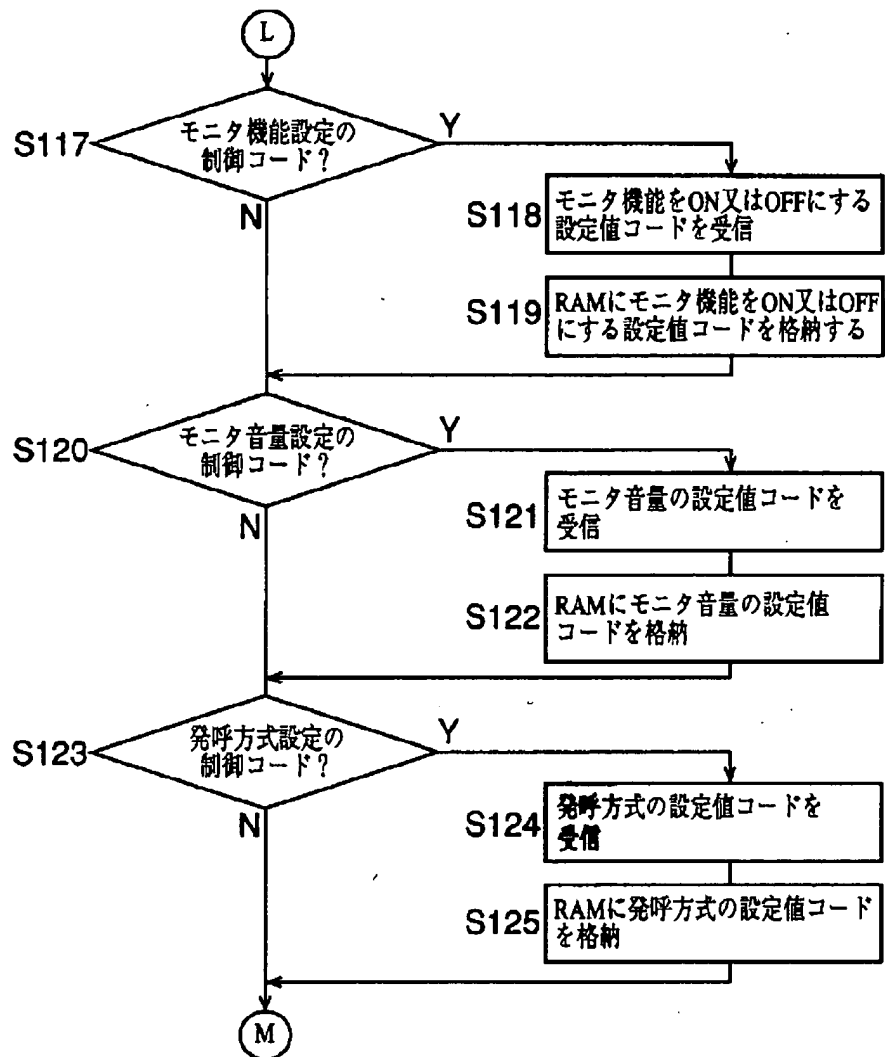 L
S117
モニタ機能設定の
制御コード?
Y
N
S118
モニタ機能をON又はOFFにする
設定値コードを受信
S119
RAMにモニタ機能をON又はOFF
にする設定値コードを格納する
S120
モニタ音量設定の
制御コード?
Y
N
S121
モニタ音量の設定値コードを
受信
S122
RAMにモニタ音量の設定値
コードを格納
S123
発呼方式設定の
制御コード?
Y
N
S124
発呼方式の設定値コードを
受信
S125
RAMに発呼方式の設定値コード
を格納
M